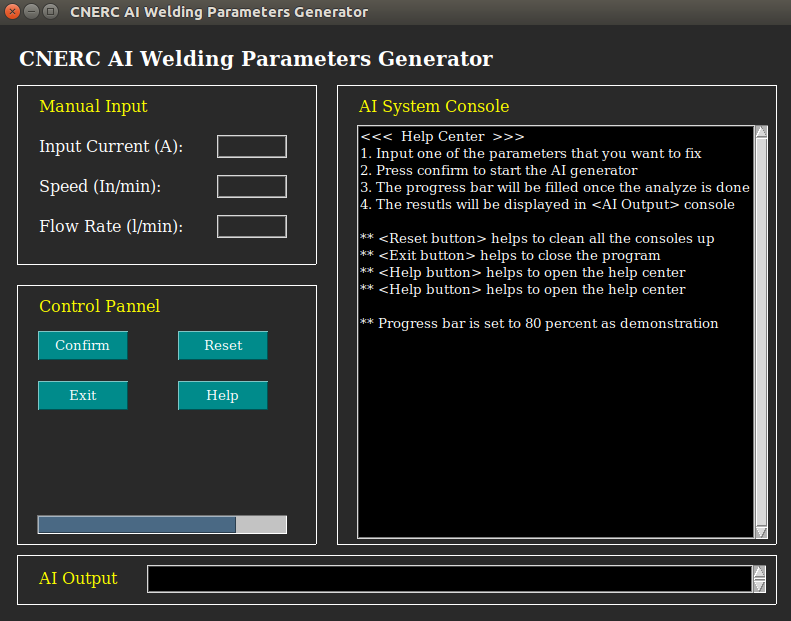 CNERC AI Welding Parameters Generator
CNERC AI Welding Parameters Generator
Manual Input
Input Current (A):
Speed (In/min):
Flow Rate (l/min):
Control Pannel
Confirm
Reset
Exit
Help
AI System Console
<<<  Help Center  >>>
1. Input one of the parameters that you want to fix
2. Press confirm to start the AI generator
3. The progress bar will be filled once the analyze is done
4. The resutls will be displayed in <AI Output> console
** <Reset button> helps to clean all the consoles up
** <Exit button> helps to close the program
** <Help button> helps to open the help center
** <Help button> helps to open the help center
** Progress bar is set to 80 percent as demonstration
AI Output